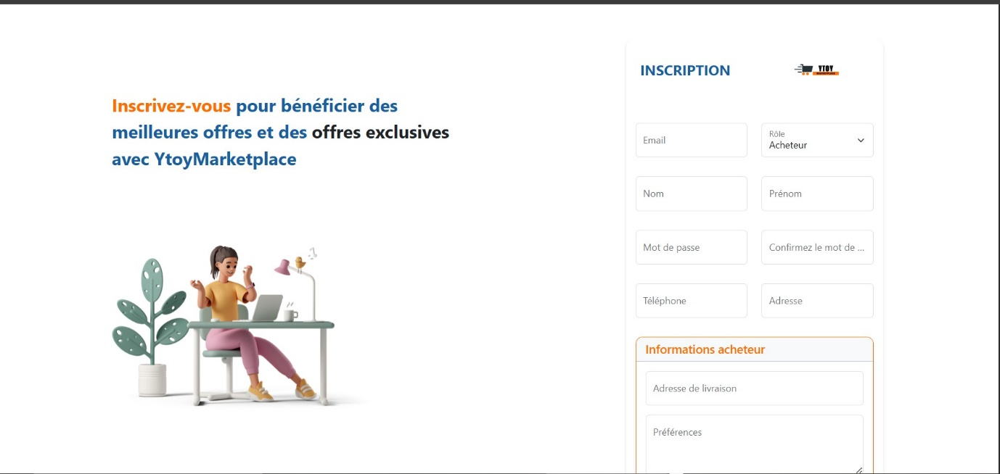 Inscrivez-vous pour bénéficier des
meilleures offres et des offres exclusives
avec YtoyMarketplace
INSCRIPTION
YTOY
MARKETPLACE
Email
Rôle
Acheteur
Nom
Prénom
Mot de passe
Confirmez le mot de ...
Téléphone
Adresse
Informations acheteur
Adresse de livraison
Préférences